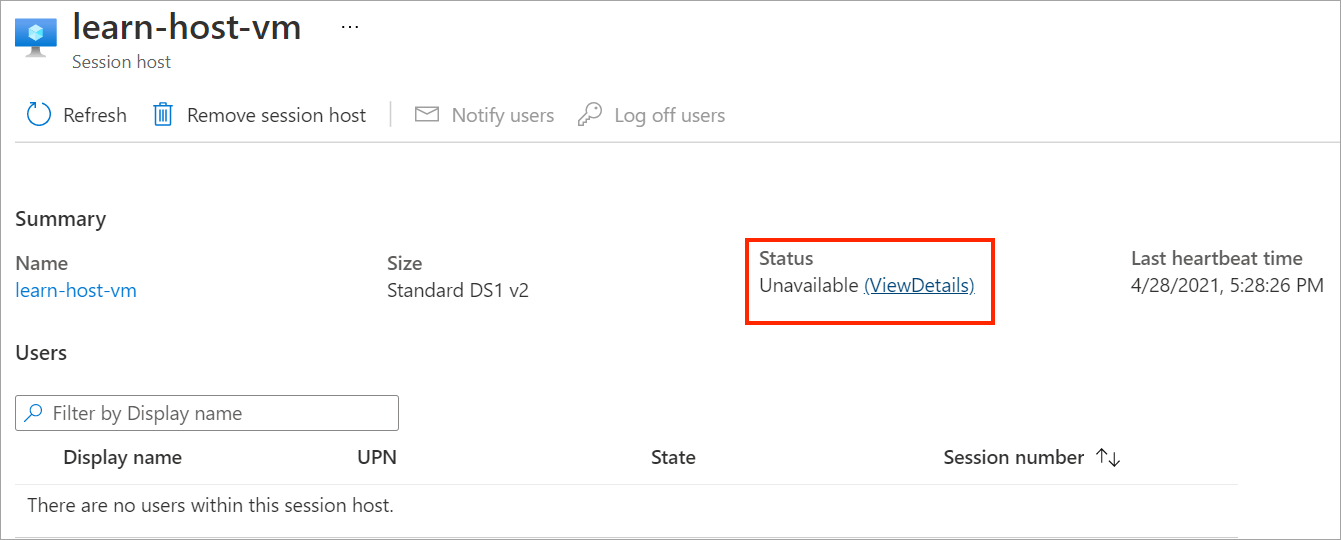 learn-host-vm ...
Session host
Refresh Remove session host Notify users Log off users
Summary
Name Size Status Last heartbeat time
learn-host-vm Standard DS1 v2 Unavailable (ViewDetails) 4/28/2021, 5:28:26 PM
Users
Filter by Display name
Display name UPN State Session number
There are no users within this session host.